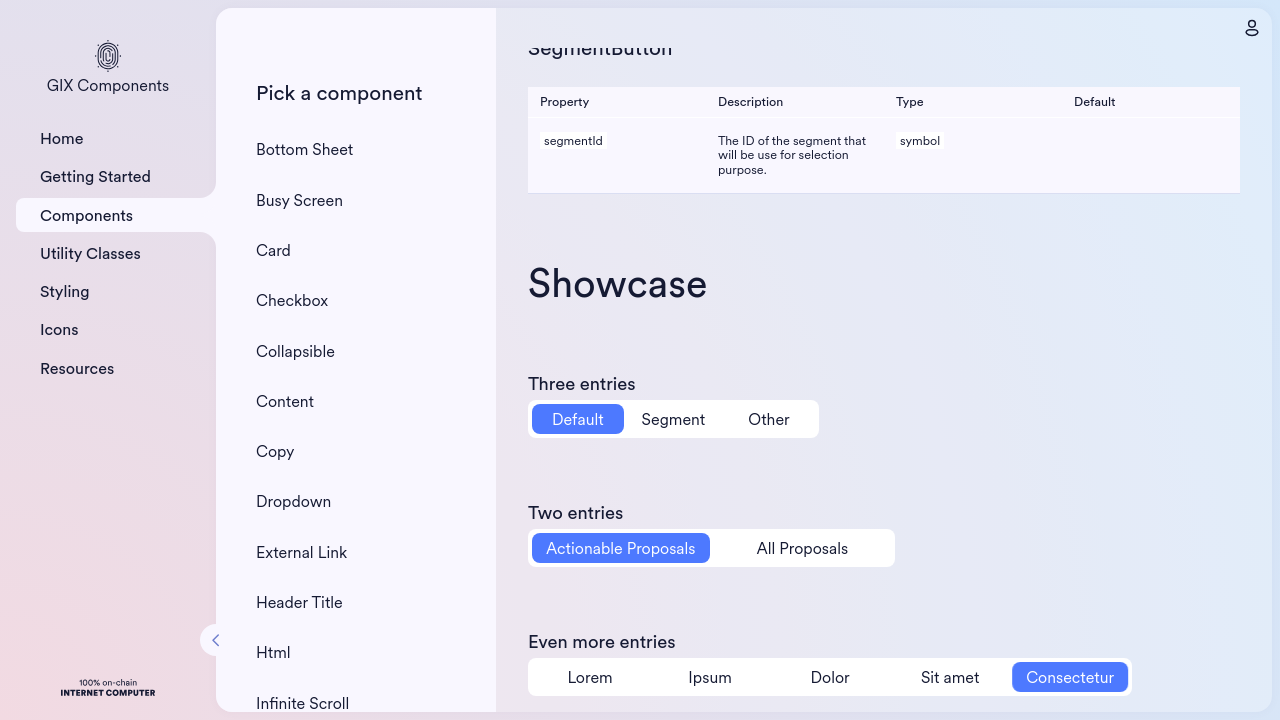 GIX Components
Home
Getting Started
Components
Utility Classes
Styling
Icons
Resources
100% on-chain
INTERNET COMPUTER
Pick a component
Bottom Sheet
Busy Screen
Card
Checkbox
Collapsible
Content
Copy
Dropdown
External Link
Header Title
Html
Infinite Scroll
SegmentButton
Property Description Type Default
segmentId The ID of the segment that symbol
will be use for selection
purpose.
Showcase
Three entries
Default Segment Other
Two entries
Actionable Proposals All Proposals
Even more entries
Lorem Ipsum Dolor Sit amet Consectetur